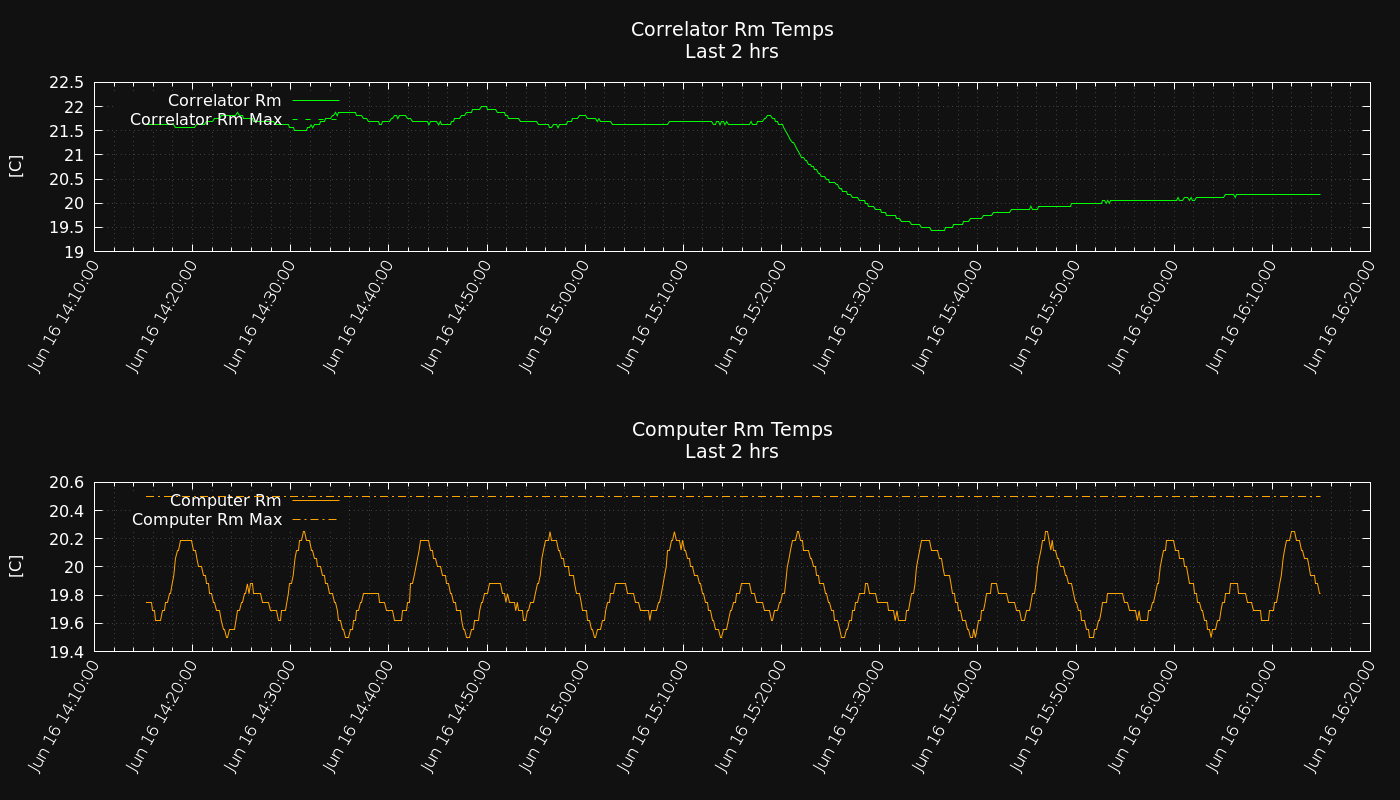 Correlator Rm Temps
Last 2 hrs
22.5
22
21.5
21
20.5
20
19.5
19
[C]
Correlator Rm
Correlator Rm Max
Jun 16 14:10:00
Jun 16 14:20:00
Jun 16 14:30:00
Jun 16 14:40:00
Jun 16 14:50:00
Jun 16 15:00:00
Jun 16 15:10:00
Jun 16 15:20:00
Jun 16 15:30:00
Jun 16 15:40:00
Jun 16 15:50:00
Jun 16 16:00:00
Jun 16 16:10:00
Jun 16 16:20:00
Computer Rm Temps
Last 2 hrs
20.6
20.4
20.2
20
19.8
19.6
19.4
[C]
Computer Rm
Computer Rm Max
Jun 16 14:10:00
Jun 16 14:20:00
Jun 16 14:30:00
Jun 16 14:40:00
Jun 16 14:50:00
Jun 16 15:00:00
Jun 16 15:10:00
Jun 16 15:20:00
Jun 16 15:30:00
Jun 16 15:40:00
Jun 16 15:50:00
Jun 16 16:00:00
Jun 16 16:10:00
Jun 16 16:20:00